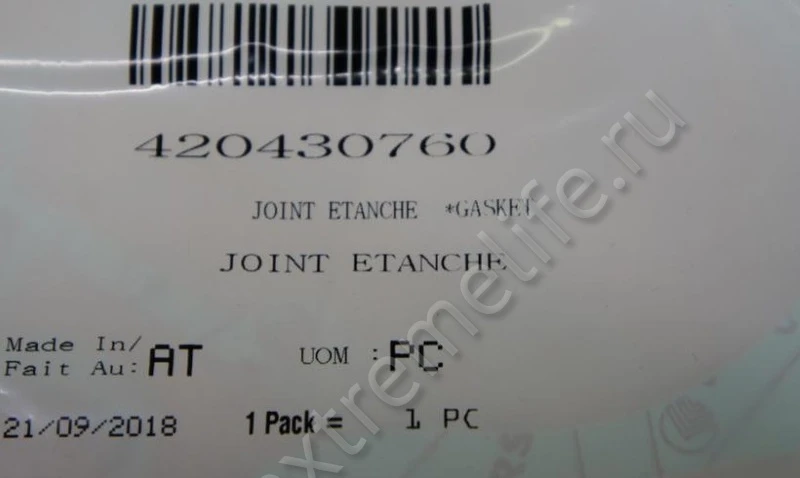 420430760
JOINT ETANCHE *GASKET
JOINT ETANCHE
Made In/
Fait Au: AT UOM : PC
21/09/2018 1 Pack = 1 PC
extremelife.ru